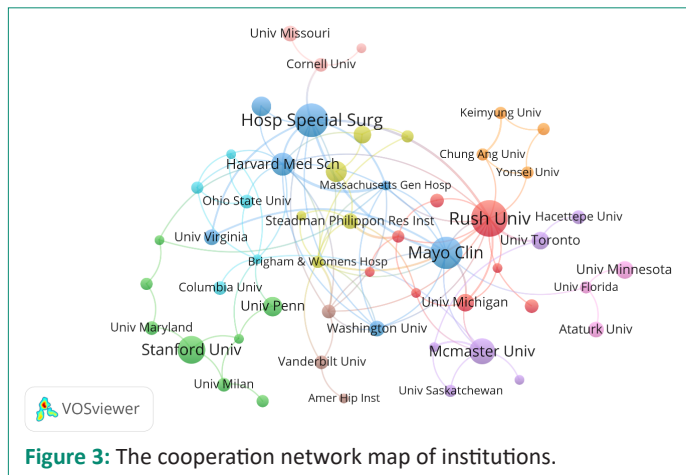 Univ Missouri
Cornell Univ
Keimyung Univ
Hosp Special Surg
Chung Ang Univ
Harvard Med Sch
Yonsei Univ
Massachusetts Gen Hosp
Ohio State Univ
Rush Univ
Hacettepe Univ
Steadman Philippon Res Inst
Univ Virginia
Univ Toronto
Mayo Clin
Brigham & Womens Hosp
Univ Minnesota
Columbia Univ
Univ Florida
Univ Penn
Univ Michigan
Univ Maryland
Washington Univ
Ataturk Univ
Stanford Univ
Mcmaster Univ
Vanderbilt Univ
Univ Milan
Univ Saskatchewan
Amer Hip Inst
VOSviewer
Figure 3: The cooperation network map of institutions.